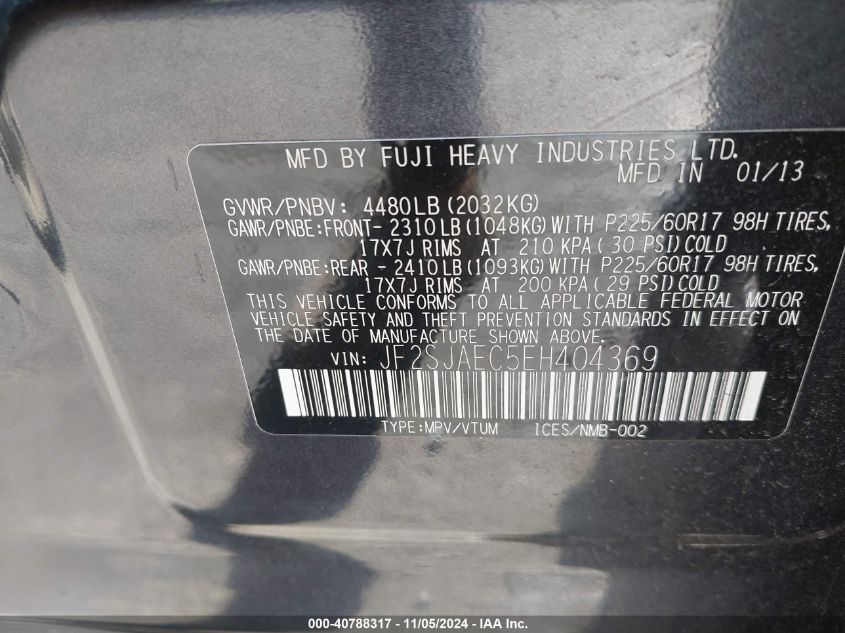 MFD BY FUJI HEAVY INDUSTRIES LTD.
MFD IN 01/13
GVWR/PNBV: 4480LB(2032KG)
GAWR/PNBE:FRONT- 2310LB(1048KG)WITH P225/60R17 98H TIRES,
17X7J RIMS AT 210 KPA(30 PSI)COLD
GAWR/PNBE:REAR - 2410LB(1093KG)WITH P225/60R17 98H TIRES,
17X7J RIMS AT 200 KPA(29 PSI)COLD
THIS VEHICLE CONFORMS TO ALL APPLICABLE FEDERAL MOTOR
VEHICLE SAFETY AND THEFT PREVENTION STANDARDS IN EFFECT ON
THE DATE OF MANUFACTURE SHOWN ABOVE.
VIN: JF2SJAEC5EH404369
TYPE:MPV/VTUM ICES/NMB-002
000-40788317 - 11/05/2024 - IAA Inc.